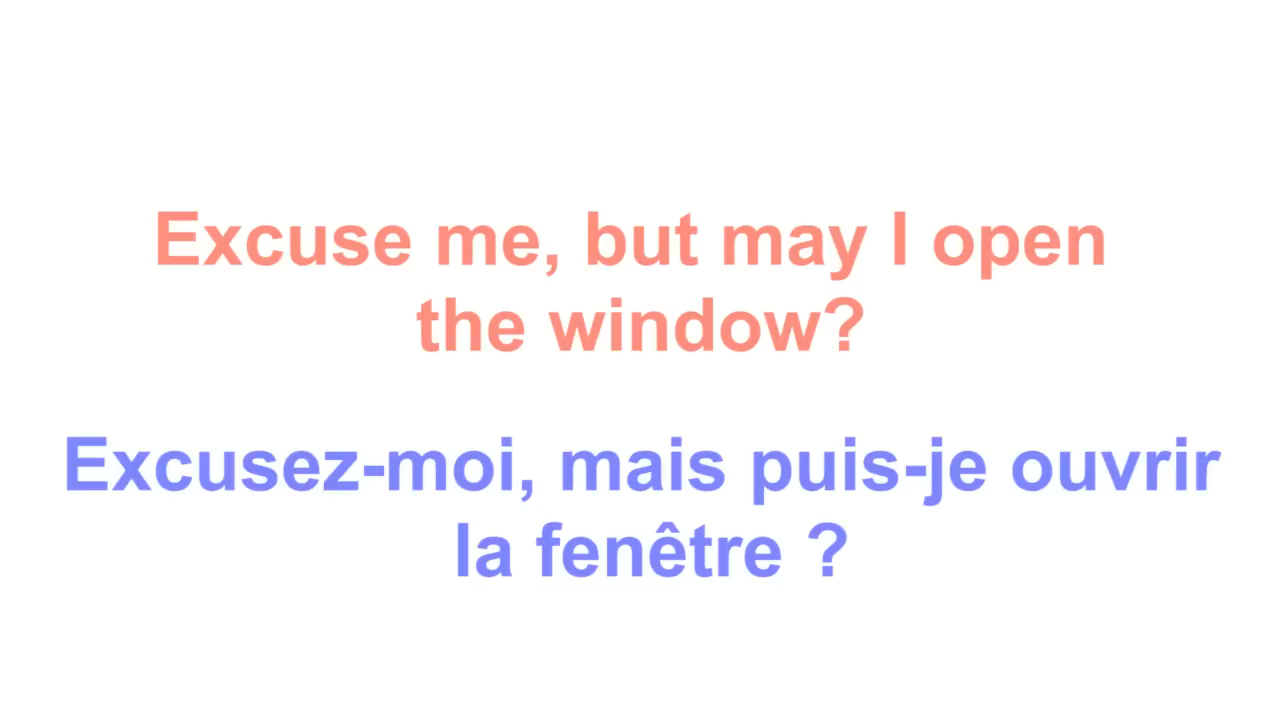 Excuse me, but may I open
the window?
Excusez-moi, mais puis-je ouvrir
la fenêtre ?